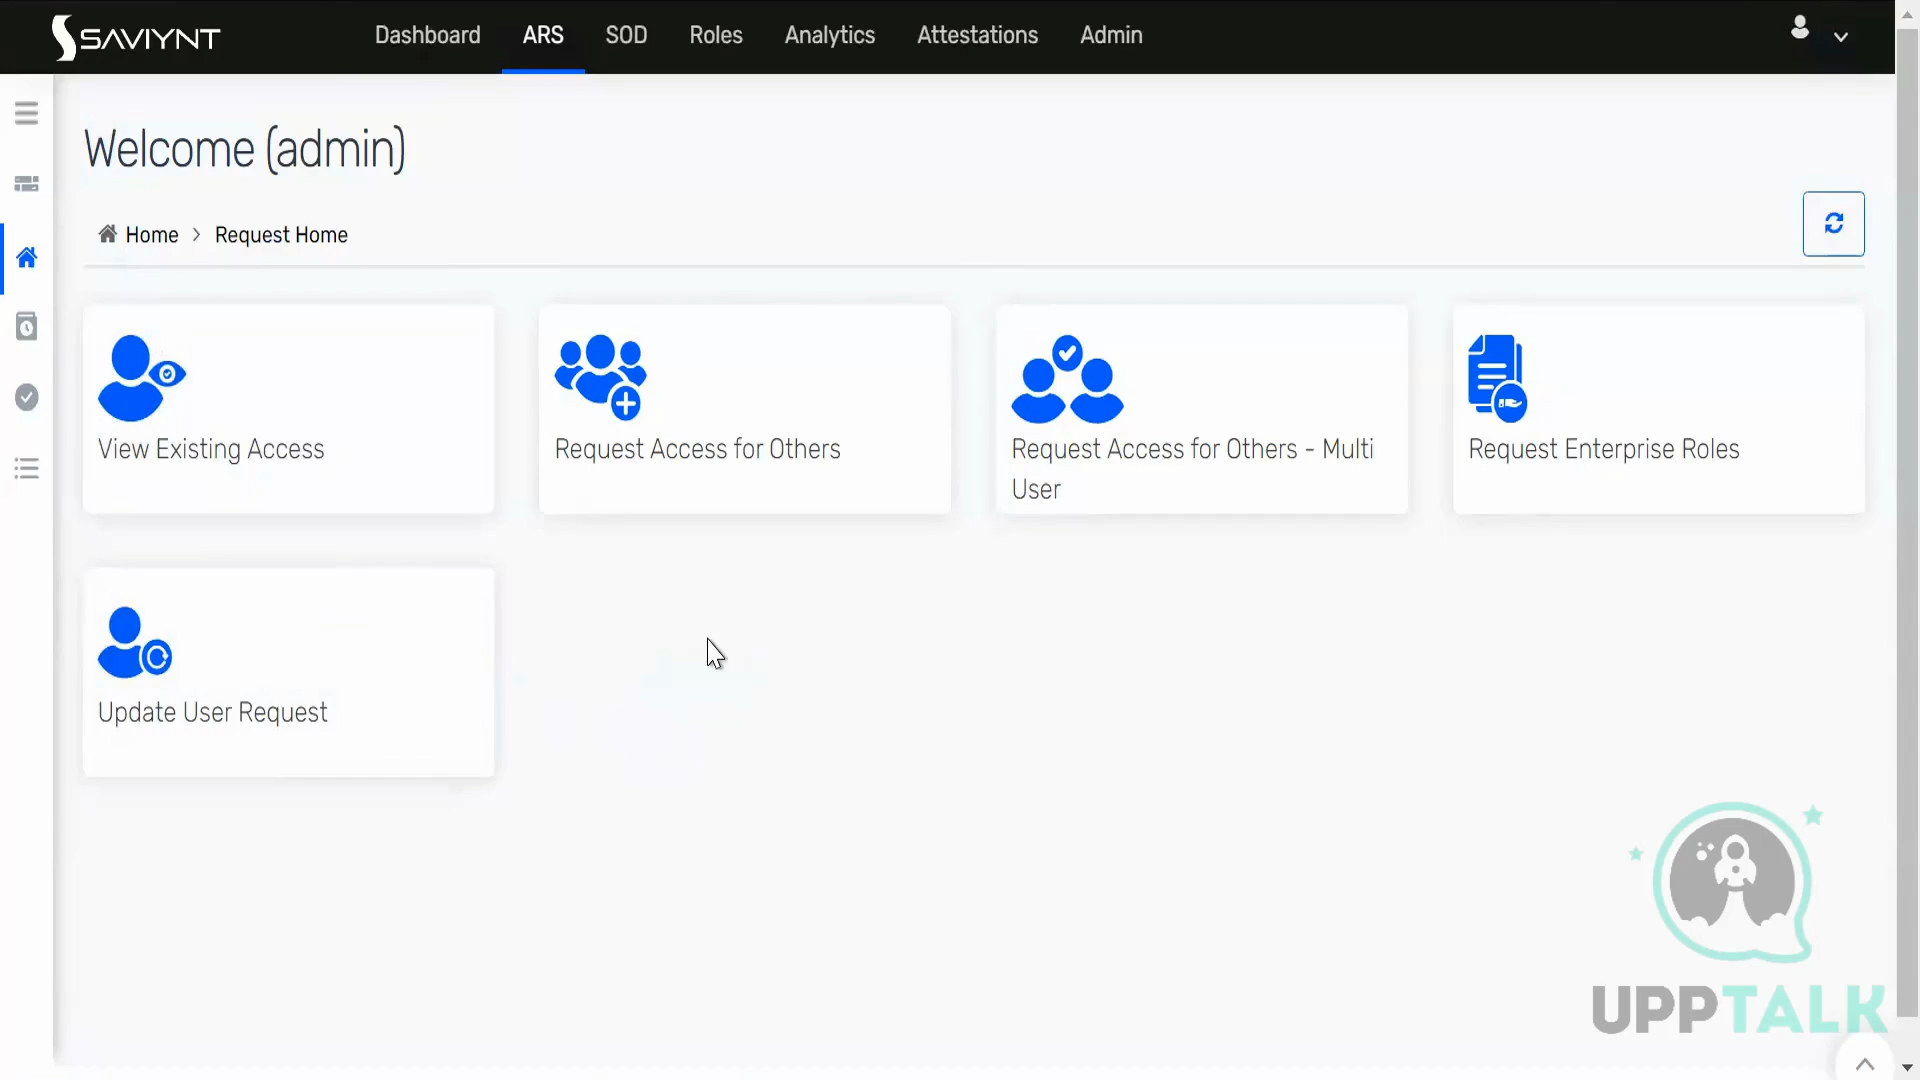 SAVIYNT
Dashboard ARS SOD Roles Analytics Attestations Admin
Welcome (admin)
Home > Request Home
View Existing Access
Request Access for Others
Request Access for Others - Multi
User
Request Enterprise Roles
Update User Request
UPPTALK